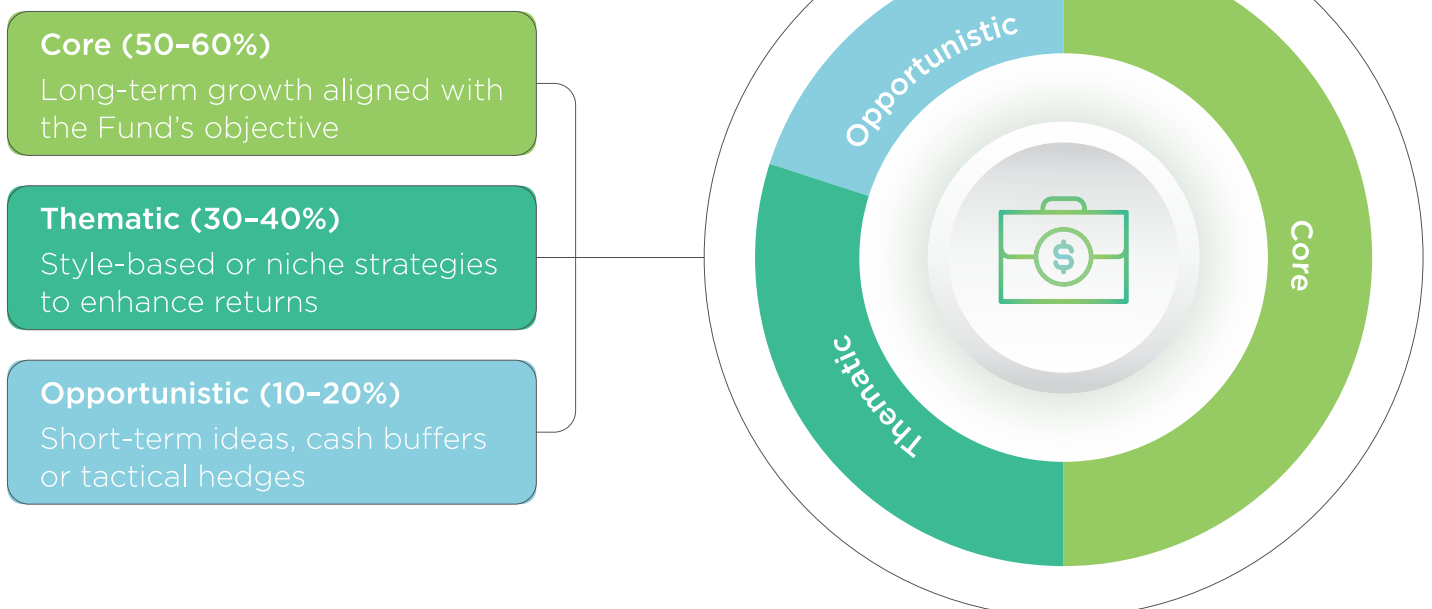 Core (50–60%)
Long-term growth aligned with
the Fund’s objective
Thematic (30–40%)
Style-based or niche strategies
to enhance returns
Opportunistic (10–20%)
Short-term ideas, cash buffers
or tactical hedges
Opportunistic
Core
Thematic
$